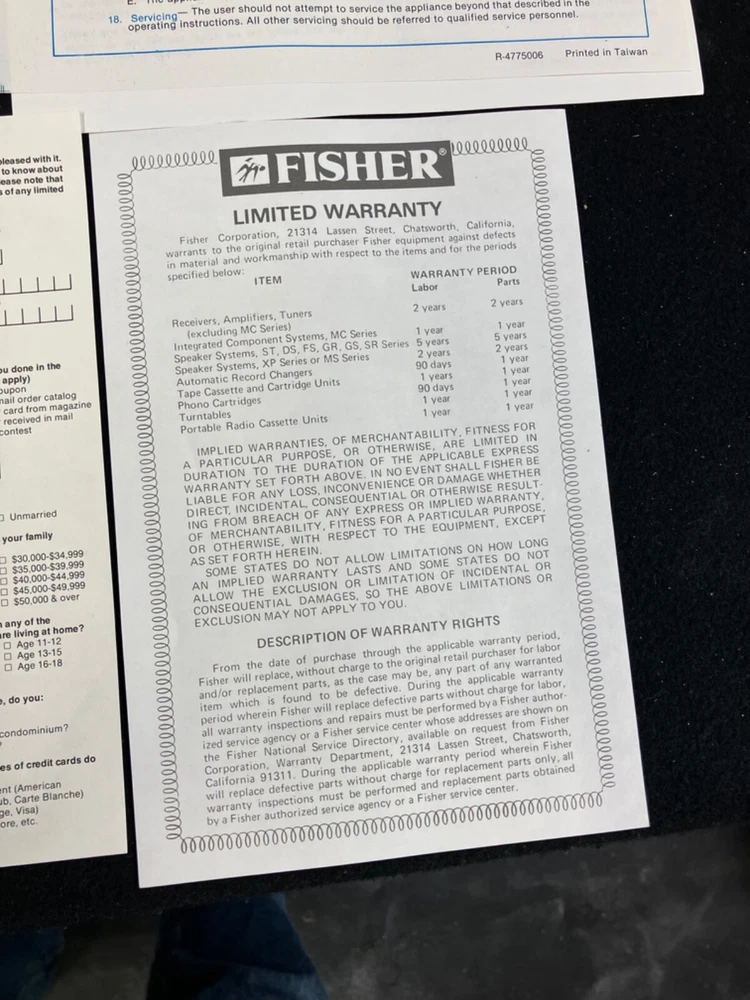 E. The
18. Servicing— The user should not attempt to service the appliance beyond that described in the
operating instructions. All other servicing should be referred to qualified service personnel.
R-4775006 Printed in Taiwan
pleased with it.
to know about
ease note that
s of any limited
ou done in the
apply)
oupon
mail order catalog
card from magazine
received in mail
contest
Unmarried
your family
$30,000-$34,999
$35,000-$39,999
$40,000-$44,999
$45,000-$49,999
$50,000 & over
any of the
are living at home?
Age 11-12
Age 13-15
Age 16-18
e, do you:
condominium?
es of credit cards do
ent (American
ub, Carte Blanche)
ge, Visa)
ore, etc.
FISHER®
LIMITED WARRANTY
Fisher Corporation, 21314 Lassen Street, Chatsworth, California,
warrants to the original retail purchaser Fisher equipment against defects
in material and workmanship with respect to the items and for the periods
specified below:
ITEM WARRANTY PERIOD
Labor Parts
Receivers, Amplifiers, Tuners 2 years 2 years
(excluding MC Series)
Integrated Component Systems, MC Series 1 year 1 year
Speaker Systems, ST, DS, FS, GR, GS, SR Series 5 years 5 years
Speaker Systems, XP Series or MS Series 2 years 2 years
Automatic Record Changers 90 days 1 year
Tape Cassette and Cartridge Units 1 years 1 year
Phono Cartridges 90 days 1 year
Turntables 1 year 1 year
Portable Radio Cassette Units 1 year 1 year
IMPLIED WARRANTIES, OF MERCHANTABILITY, FITNESS FOR
A PARTICULAR PURPOSE, OR OTHERWISE, ARE LIMITED IN
DURATION TO THE DURATION OF THE APPLICABLE EXPRESS
WARRANTY SET FORTH ABOVE. IN NO EVENT SHALL FISHER BE
LIABLE FOR ANY LOSS, INCONVENIENCE OR DAMAGE WHETHER
DIRECT, INCIDENTAL, CONSEQUENTIAL OR OTHERWISE RESULT-
ING FROM BREACH OF ANY EXPRESS OR IMPLIED WARRANTY,
OF MERCHANTABILITY, FITNESS FOR A PARTICULAR PURPOSE,
OR OTHERWISE, WITH RESPECT TO THE EQUIPMENT, EXCEPT
AS SET FORTH HEREIN.
SOME STATES DO NOT ALLOW LIMITATIONS ON HOW LONG
AN IMPLIED WARRANTY LASTS AND SOME STATES DO NOT
ALLOW THE EXCLUSION OR LIMITATION OF INCIDENTAL OR
CONSEQUENTIAL DAMAGES, SO THE ABOVE LIMITATIONS OR
EXCLUSION MAY NOT APPLY TO YOU.
DESCRIPTION OF WARRANTY RIGHTS
From the date of purchase through the applicable warranty period,
Fisher will replace, without charge to the original retail purchaser for labor
and/or replacement parts, as the case may be, any part of any warranted
item which is found to be defective. During the applicable warranty
period wherein Fisher will replace defective parts without charge for labor,
all warranty inspections and repairs must be performed by a Fisher author-
ized service agency or a Fisher service center whose addresses are shown on
the Fisher National Service Directory, available on request from Fisher
Corporation, Warranty Department, 21314 Lassen Street, Chatsworth,
California 91311. During the applicable warranty period wherein Fisher
will replace defective parts without charge for replacement parts only, all
warranty inspections must be performed and replacement parts obtained
by a Fisher authorized service agency or a Fisher service center.